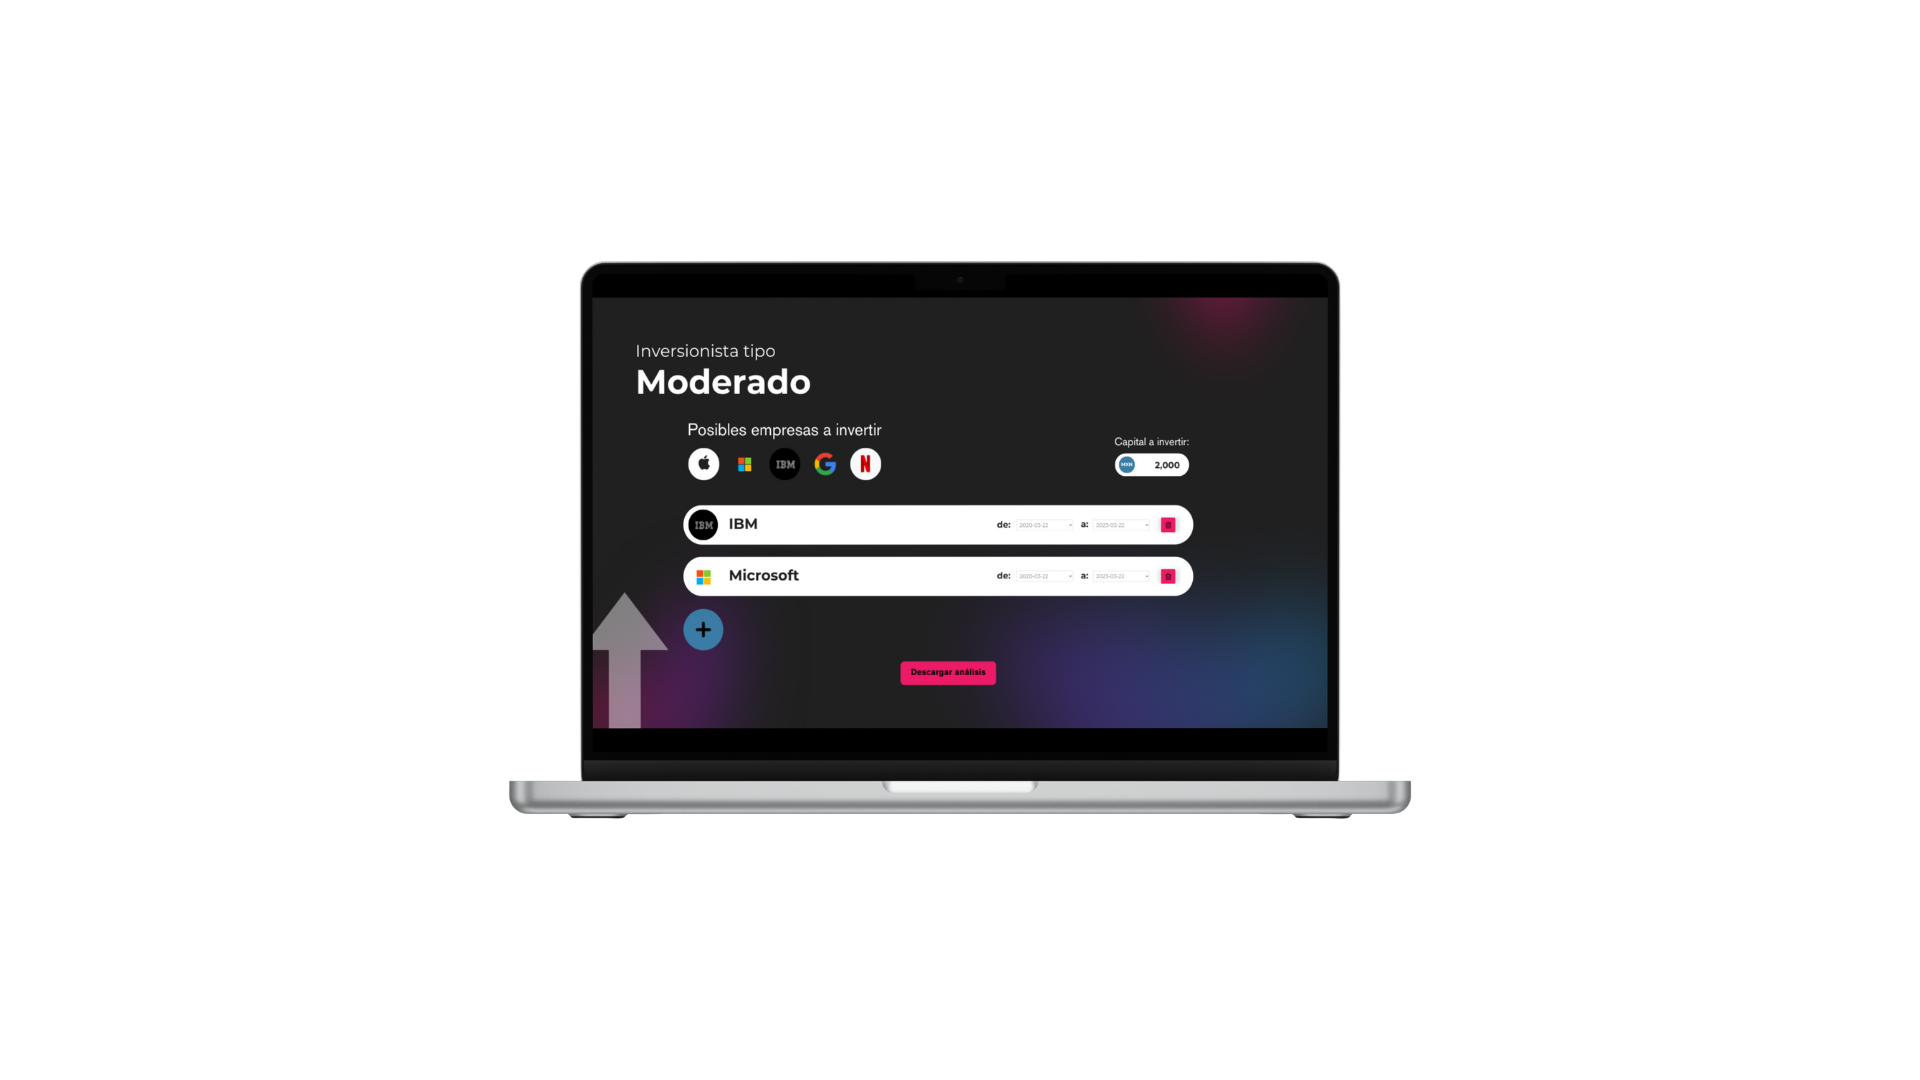 Inversionista tipo
Moderado
Posibles empresas a invertir
IBM
Capital a invertir:
MXN 2,000
IBM IBM de: 2020-03-22 a: 2023-03-22
Microsoft de: 2020-03-22 a: 2023-03-22
Descargar análisis